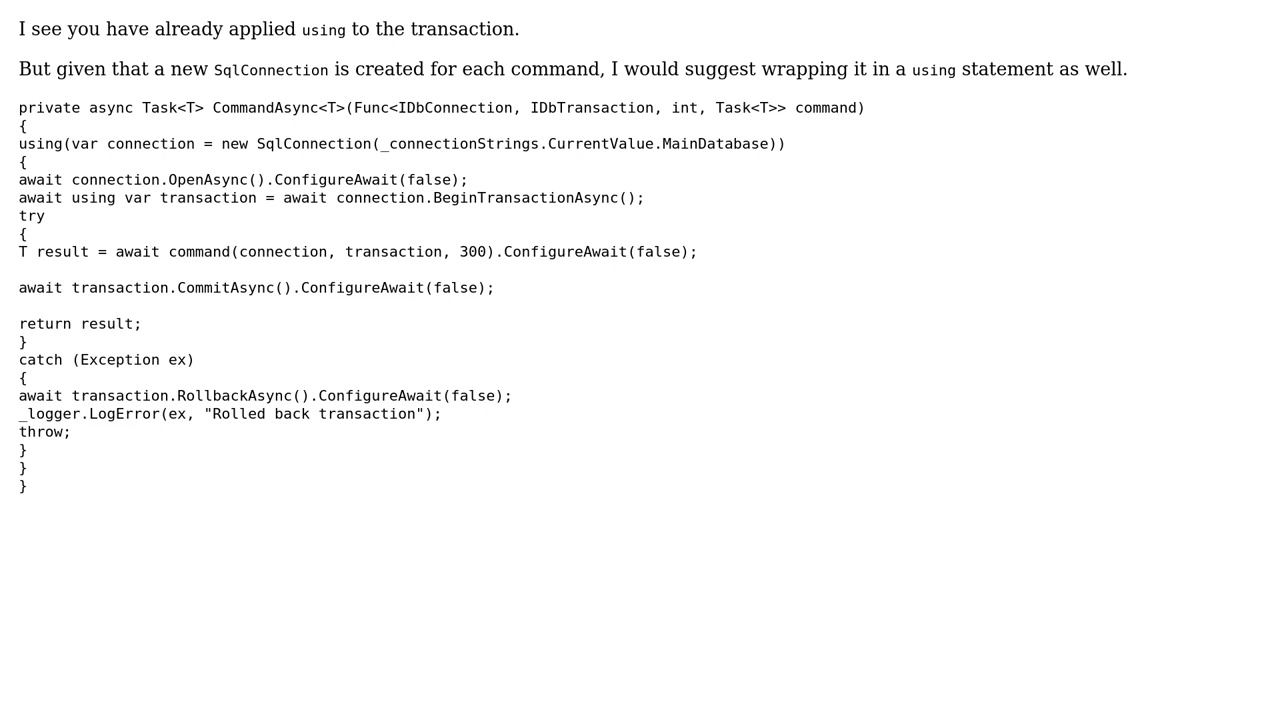 I see you have already applied using to the transaction.
But given that a new SqlConnection is created for each command, I would suggest wrapping it in a using statement as well.
private async Task<T> CommandAsync<T>(Func<IDbConnection, IDbTransaction, int, Task<T>> command)
{
using(var connection = new SqlConnection(_connectionStrings.CurrentValue.MainDatabase))
{
await connection.OpenAsync().ConfigureAwait(false);
await using var transaction = await connection.BeginTransactionAsync();
try
{
T result = await command(connection, transaction, 300).ConfigureAwait(false);
await transaction.CommitAsync().ConfigureAwait(false);
return result;
}
catch (Exception ex)
{
await transaction.RollbackAsync().ConfigureAwait(false);
_logger.LogError(ex, "Rolled back transaction");
throw;
}
}
}